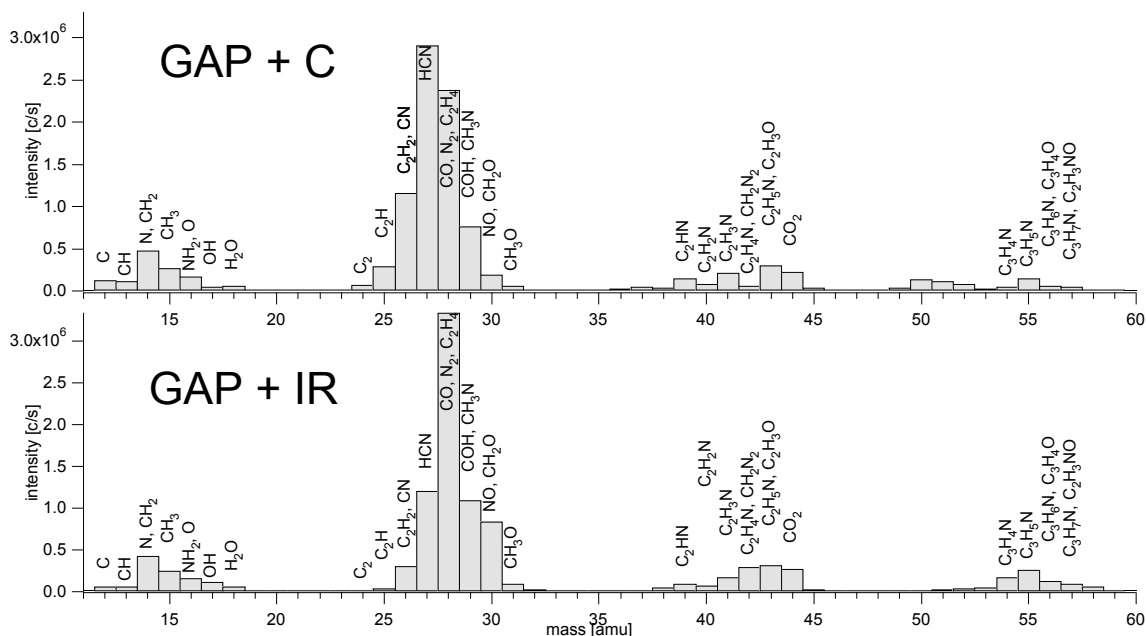 3.0x10⁶
2.5
2.0
1.5
1.0
0.5
0.0
intensity [c/s]
GAP + C
C
CH
N, CH₂
CH₃
NH₂, O
OH
H₂O
C₂
C₂H
C₂H₂, CN
HCN
CO, N₂, C₂H₄
COH, CH₃N
NO, CH₂O
CH₃O
C₂HN
C₂H₂N
C₂H₃N
C₂H₄N, CH₂N₂
C₂H₅N, C₂H₃O
CO₂
C₃H₄N
C₃H₅N
C₃H₆N, C₃H₄O
C₃H₇N, C₂H₃NO
15 20 25 30 35 40 45 50 55 60
3.0x10⁶
2.5
2.0
1.5
1.0
0.5
0.0
intensity [c/s]
GAP + IR
C
CH
N, CH₂
CH₃
NH₂, O
OH
H₂O
C₂
C₂H
C₂H₂, CN
HCN
CO, N₂, C₂H₄
COH, CH₃N
NO, CH₂O
CH₃O
C₂HN
C₂H₂N
C₂H₃N
C₂H₄N, CH₂N₂
C₂H₅N, C₂H₃O
CO₂
C₃H₄N
C₃H₅N
C₃H₆N, C₃H₄O
C₃H₇N, C₂H₃NO
15 20 25 30 35 40 45 50 55 60
mass [amu]